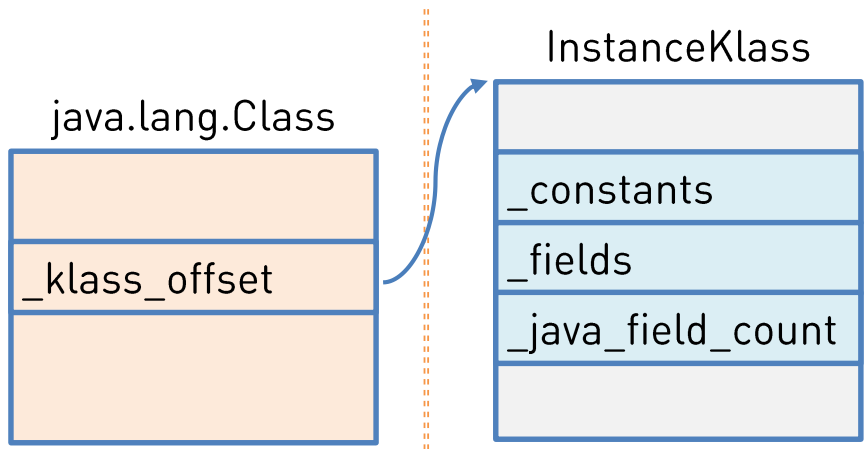 java.lang.Class
_klass_offset
InstanceKlass
_constants
_fields
_java_field_count